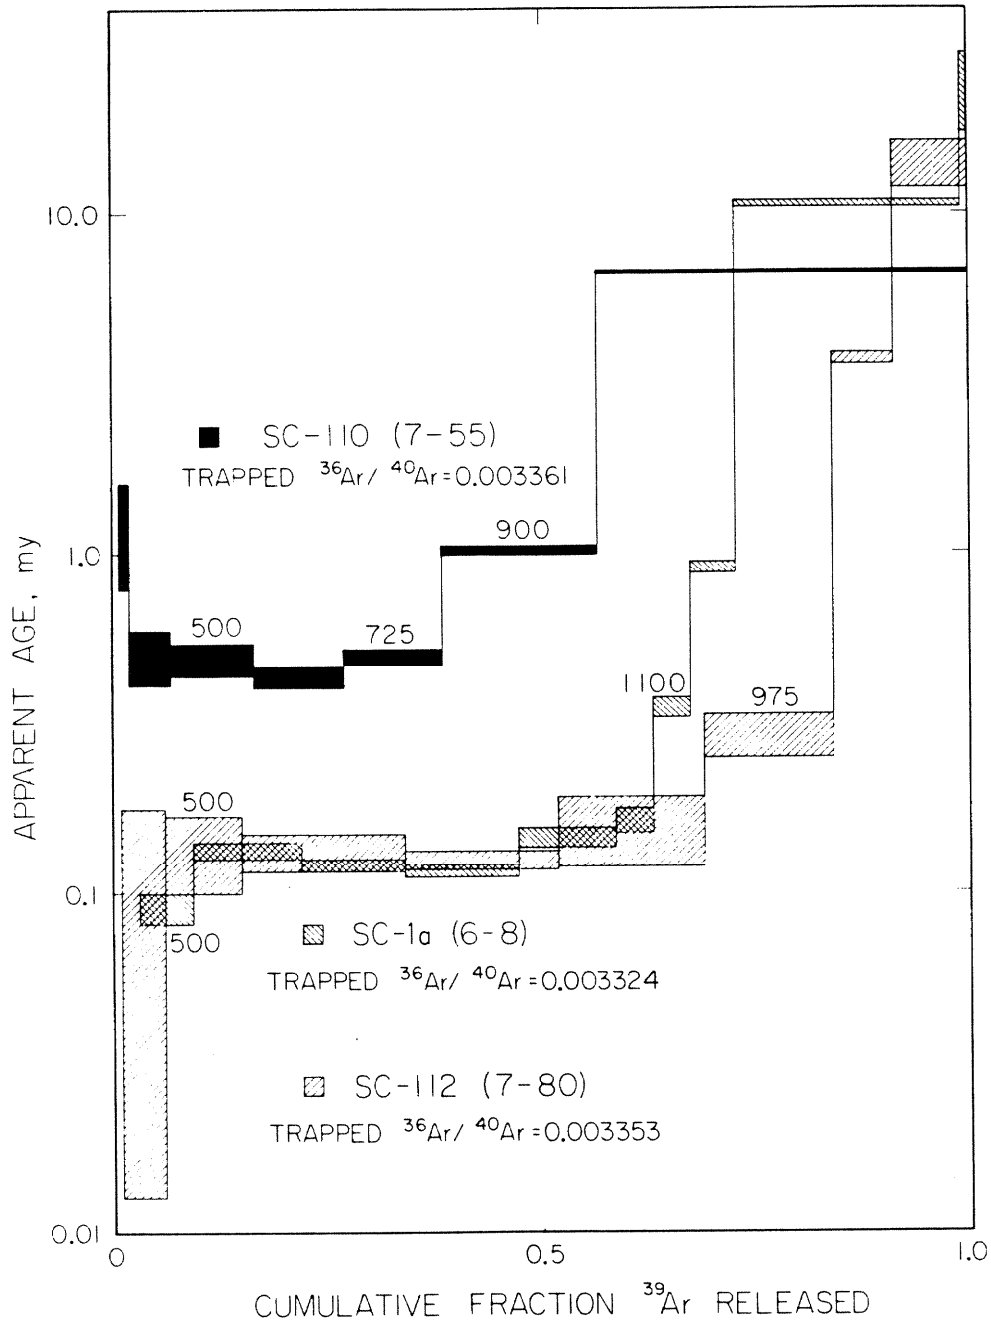 10.0
SC-110 (7-55)
TRAPPED ³⁶Ar/ ⁴⁰Ar=0.003361
900
1.0
500
725
1100
975
500
0.1
500
SC-1a (6-8)
TRAPPED ³⁶Ar/ ⁴⁰Ar=0.003324
SC-112 (7-80)
TRAPPED ³⁶Ar/ ⁴⁰Ar=0.003353
0.01
0
0.5
1.0
APPARENT AGE, my
CUMULATIVE FRACTION ³⁹Ar RELEASED